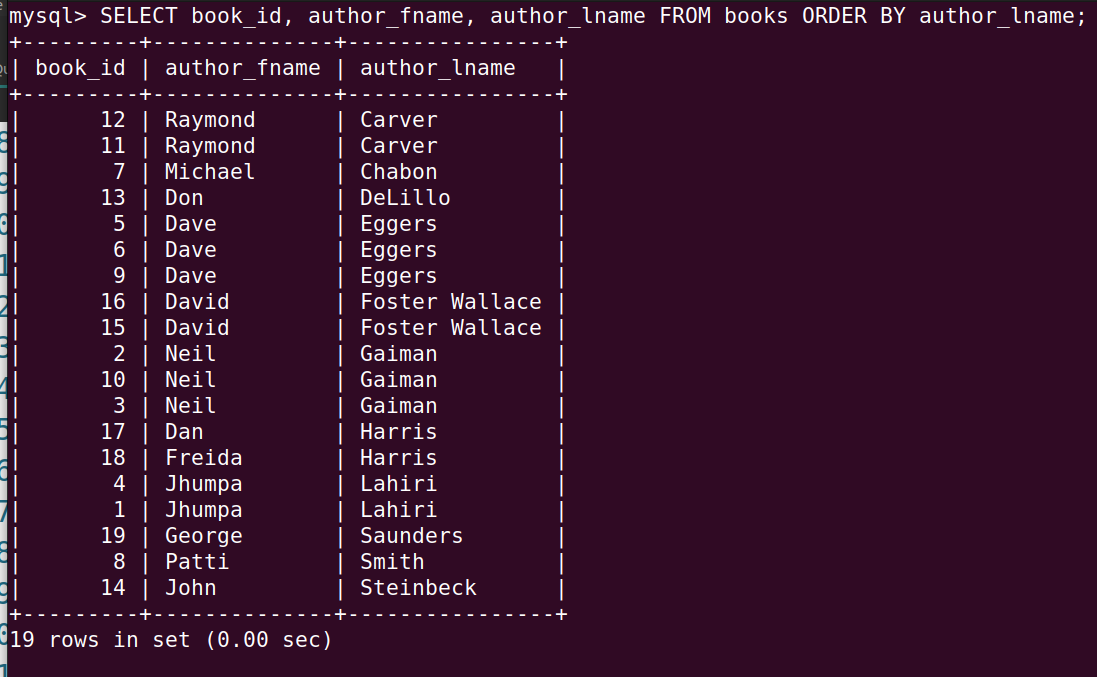 mysql> SELECT book_id, author_fname, author_lname FROM books ORDER BY author_lname;
+---------+--------------+----------------+
| book_id | author_fname | author_lname   |
+---------+--------------+----------------+
|      12 | Raymond      | Carver         |
|      11 | Raymond      | Carver         |
|       7 | Michael      | Chabon         |
|      13 | Don          | DeLillo        |
|       5 | Dave         | Eggers         |
|       6 | Dave         | Eggers         |
|       9 | Dave         | Eggers         |
|      16 | David        | Foster Wallace |
|      15 | David        | Foster Wallace |
|       2 | Neil         | Gaiman         |
|      10 | Neil         | Gaiman         |
|       3 | Neil         | Gaiman         |
|      17 | Dan          | Harris         |
|      18 | Freida       | Harris         |
|       4 | Jhumpa       | Lahiri         |
|       1 | Jhumpa       | Lahiri         |
|      19 | George       | Saunders       |
|       8 | Patti        | Smith          |
|      14 | John         | Steinbeck      |
+---------+--------------+----------------+
19 rows in set (0.00 sec)